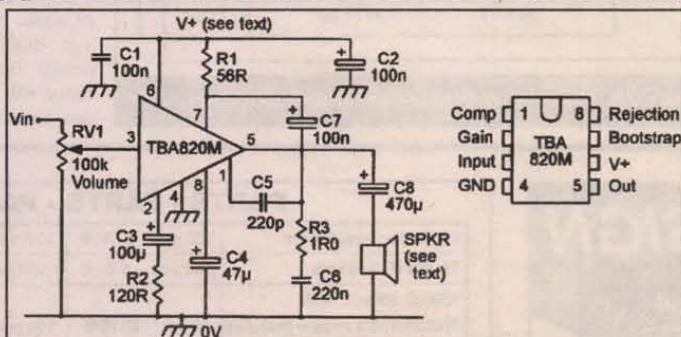 V+ (see text)
C1
100n
R1
56R
C2
100n
+
6
7
+
C7
100n
Vin
RV1
100k
Volume
3
TBA820M
5
2
4
8
1
C5
220p
+
C8
470µ
+
C3
100µ
R2
120R
+
C4
47µ
R3
1R0
C6
220n
SPKR
(see
text)
0V
Comp 1 8 Rejection
Gain TBA Bootstrap
Input 820M V+
GND 4 5 Out